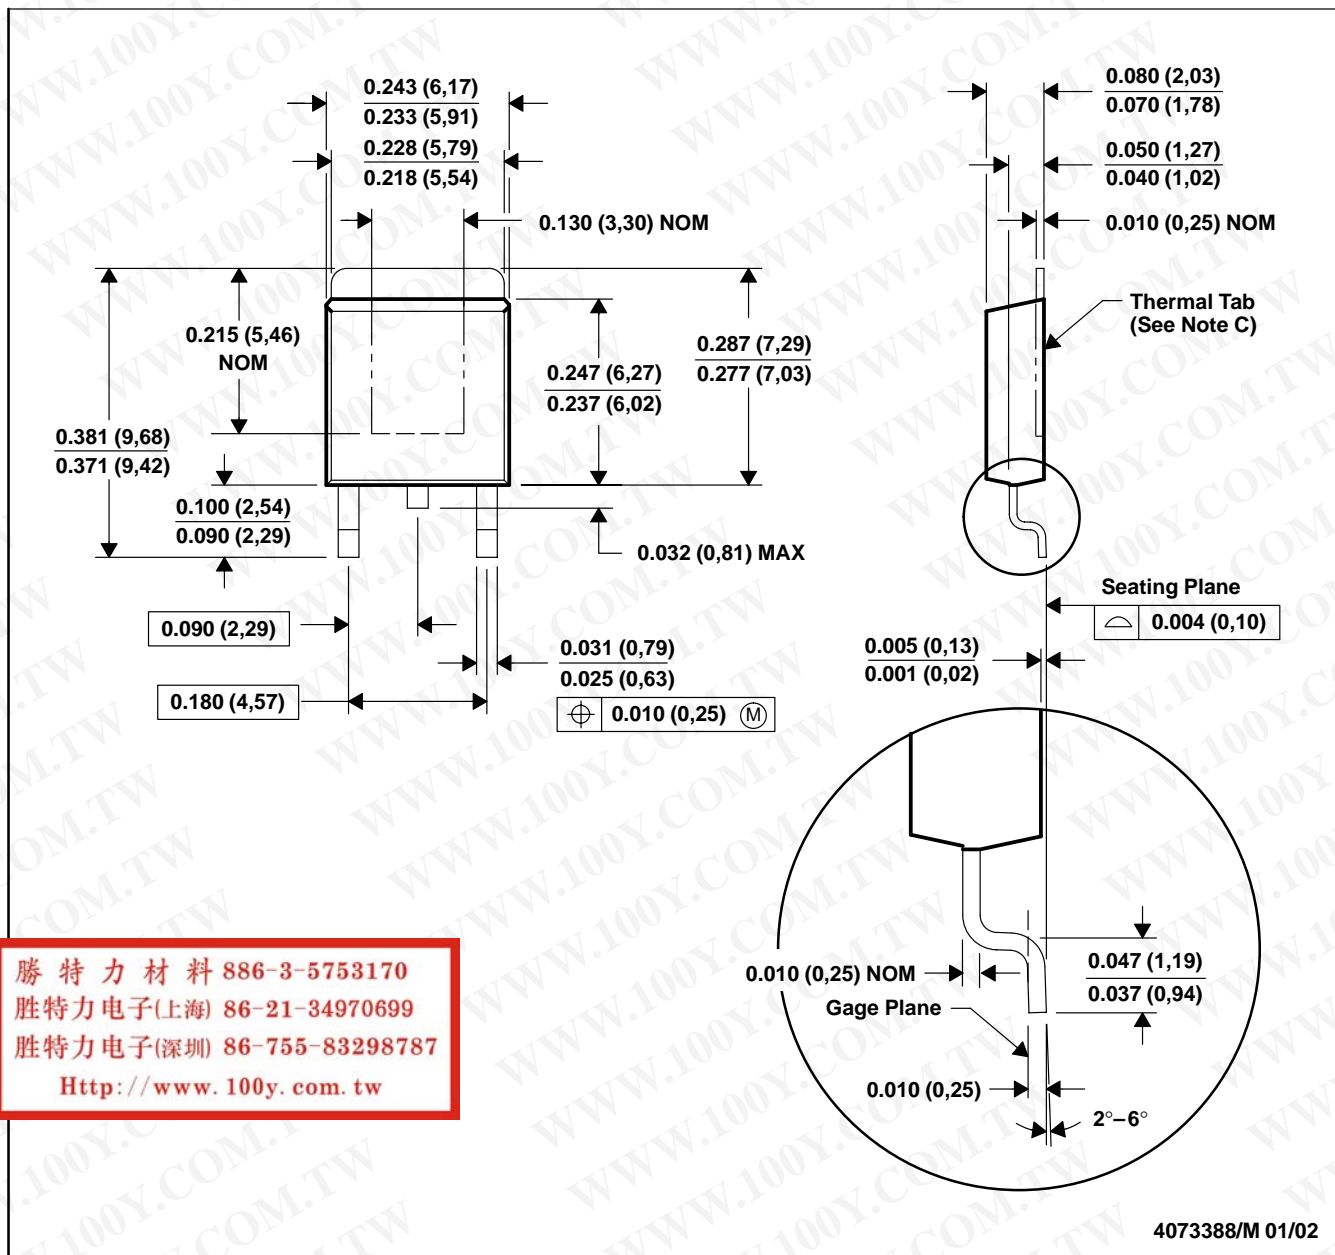 0.243 (6,17)
0.233 (5,91)
0.228 (5,79)
0.218 (5,54)
0.130 (3,30) NOM
0.215 (5,46)
NOM
0.287 (7,29)
0.277 (7,03)
0.247 (6,27)
0.237 (6,02)
0.381 (9,68)
0.371 (9,42)
0.100 (2,54)
0.090 (2,29)
0.032 (0,81) MAX
0.090 (2,29)
0.031 (0,79)
0.025 (0,63)
0.180 (4,57)
0.010 (0,25) Ⓜ
0.080 (2,03)
0.070 (1,78)
0.050 (1,27)
0.040 (1,02)
0.010 (0,25) NOM
Thermal Tab
(See Note C)
Seating Plane
0.004 (0,10)
0.005 (0,13)
0.001 (0,02)
0.010 (0,25) NOM
0.047 (1,19)
0.037 (0,94)
Gage Plane
0.010 (0,25)
2°–6°
勝特力材料 886-3-5753170
胜特力电子(上海) 86-21-34970699
胜特力电子(深圳) 86-755-83298787
Http://www.100y.com.tw
4073388/M 01/02
WWW.100Y.COM.TW